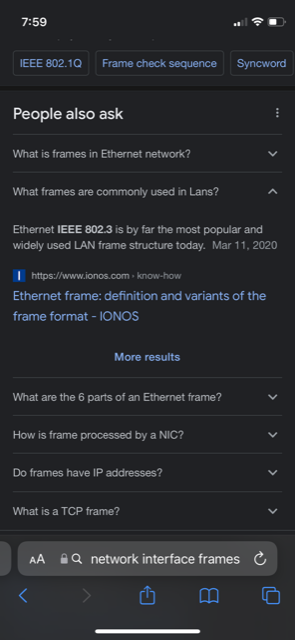 7:59
IEEE 802.1Q
Frame check sequence
Syncword
People also ask
What is frames in Ethernet network?
What frames are commonly used in Lans?
Ethernet IEEE 802.3 is by far the most popular and
widely used LAN frame structure today. Mar 11, 2020
https://www.ionos.com › know-how
Ethernet frame: definition and variants of the
frame format - IONOS
More results
What are the 6 parts of an Ethernet frame?
How is frame processed by a NIC?
Do frames have IP addresses?
What is a TCP frame?
AA network interface frames